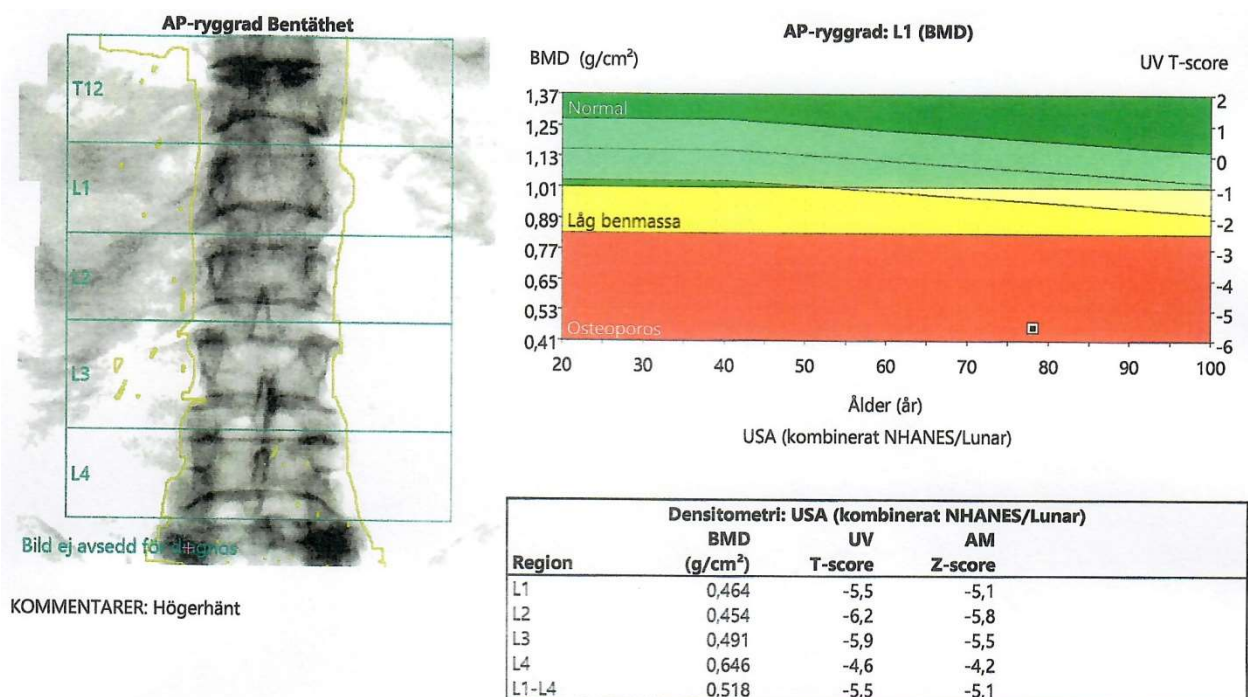 AP-ryggrad Bentäthet
T12
L1
L2
L3
L4
Bild ej avsedd för diagnos
KOMMENTARER: Högerhänt
AP-ryggrad: L1 (BMD)
BMD (g/cm²)
UV T-score
1,37
1,25
1,13
1,01
0,89
0,77
0,65
0,53
0,41
Normal
Låg benmassa
Osteoporos
2
1
0
-1
-2
-3
-4
-5
-6
20 30 40 50 60 70 80 90 100
Ålder (år)
USA (kombinerat NHANES/Lunar)
Densitometri: USA (kombinerat NHANES/Lunar)
BMD UV AM
Region (g/cm²) T-score Z-score
L1 0,464 -5,5 -5,1
L2 0,454 -6,2 -5,8
L3 0,491 -5,9 -5,5
L4 0,646 -4,6 -4,2
L1-L4 0,518 -5,5 -5,1